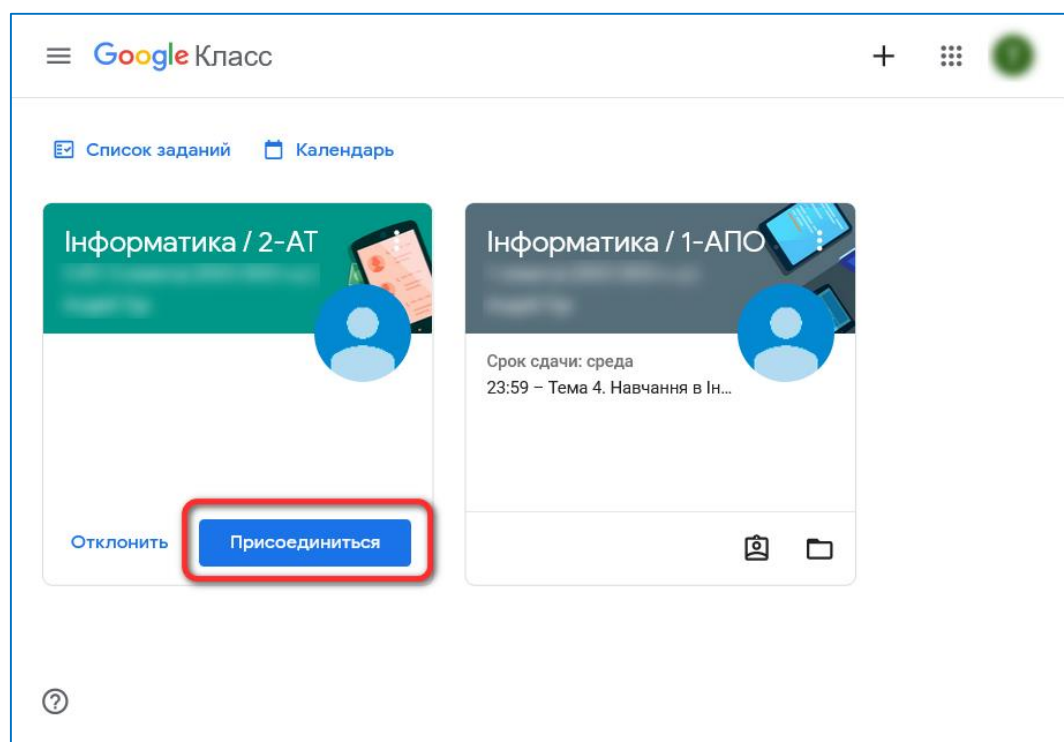 Google Класс
Список заданий
Календарь
Інформатика / 2-АТ
Отклонить
Присоединиться
Інформатика / 1-АПО
Срок сдачи: среда
23:59 – Тема 4. Навчання в Ін...